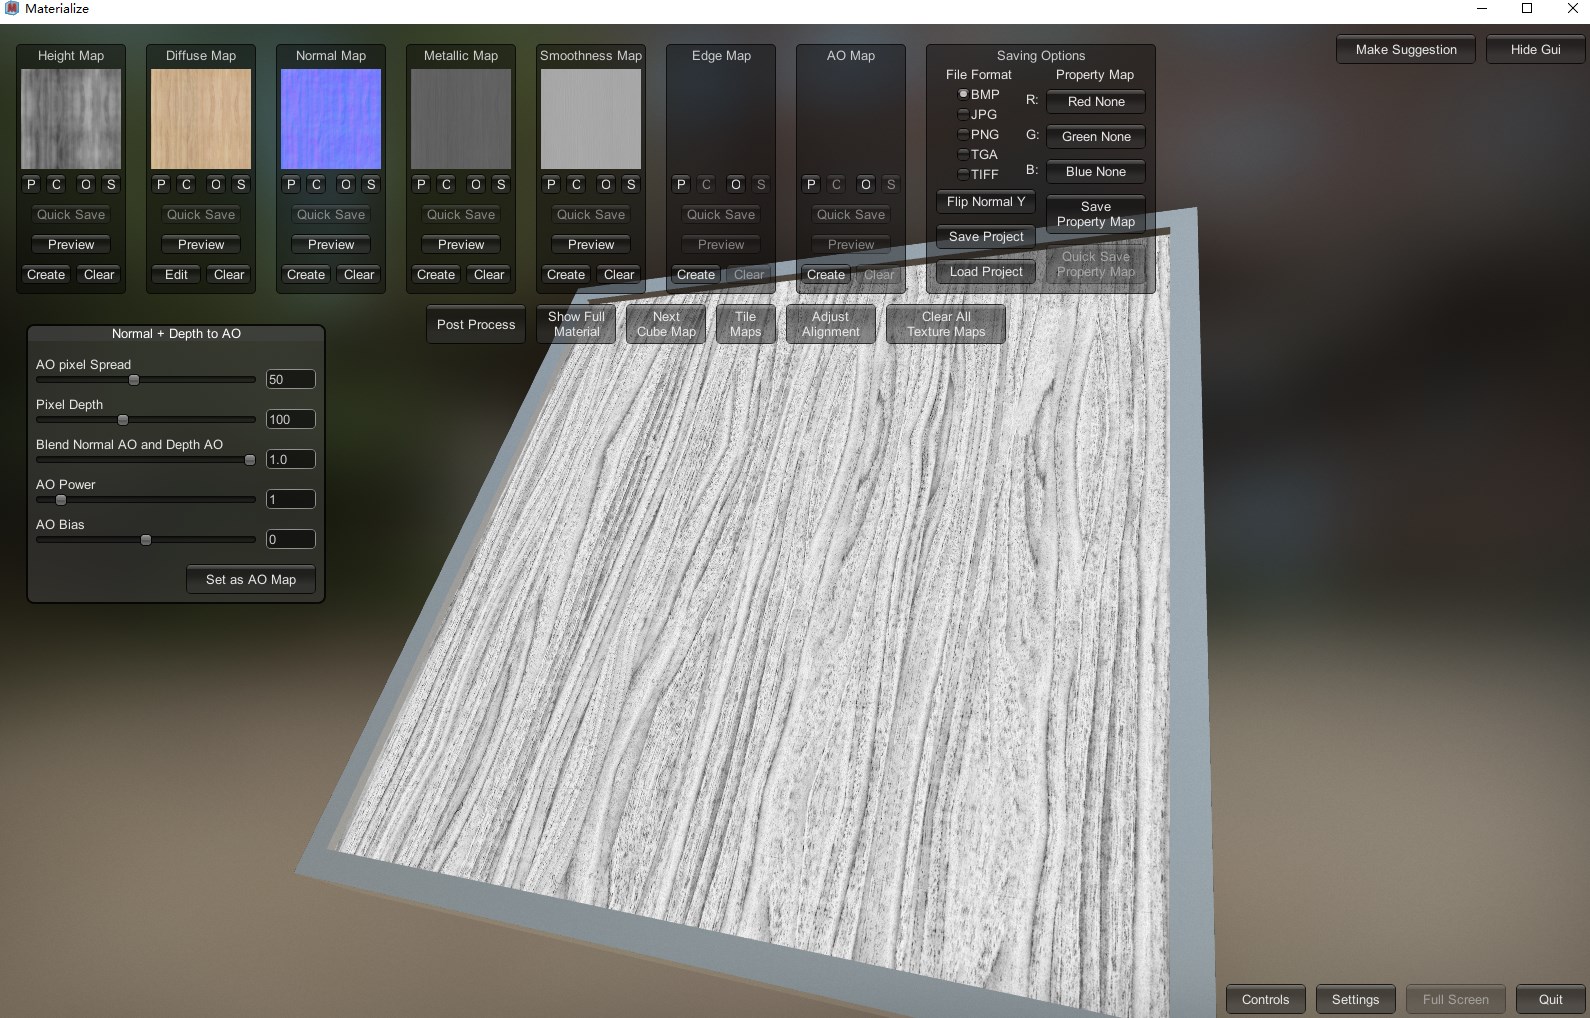 Materialize
Height Map
Diffuse Map
Normal Map
Metallic Map
Smoothness Map
Edge Map
AO Map
Saving Options
Make Suggestion
Hide Gui
File Format
Property Map
BMP
JPG
PNG
TGA
TIFF
R:
Red None
G:
Green None
B:
Blue None
P C O S
P C O S
P C O S
P C O S
P C O S
P C O S
P C O S
Quick Save
Quick Save
Quick Save
Quick Save
Quick Save
Quick Save
Quick Save
Flip Normal Y
Save
Property Map
Preview
Preview
Preview
Preview
Preview
Preview
Preview
Save Project
Create Clear
Edit Clear
Create Clear
Create Clear
Create Clear
Create Clear
Create Clear
Load Project
Quick Save
Property Map
Post Process
Show Full
Material
Next
Cube Map
Tile
Maps
Adjust
Alignment
Clear All
Texture Maps
Normal + Depth to AO
AO pixel Spread
50
Pixel Depth
100
Blend Normal AO and Depth AO
1.0
AO Power
1
AO Bias
0
Set as AO Map
Controls
Settings
Full Screen
Quit